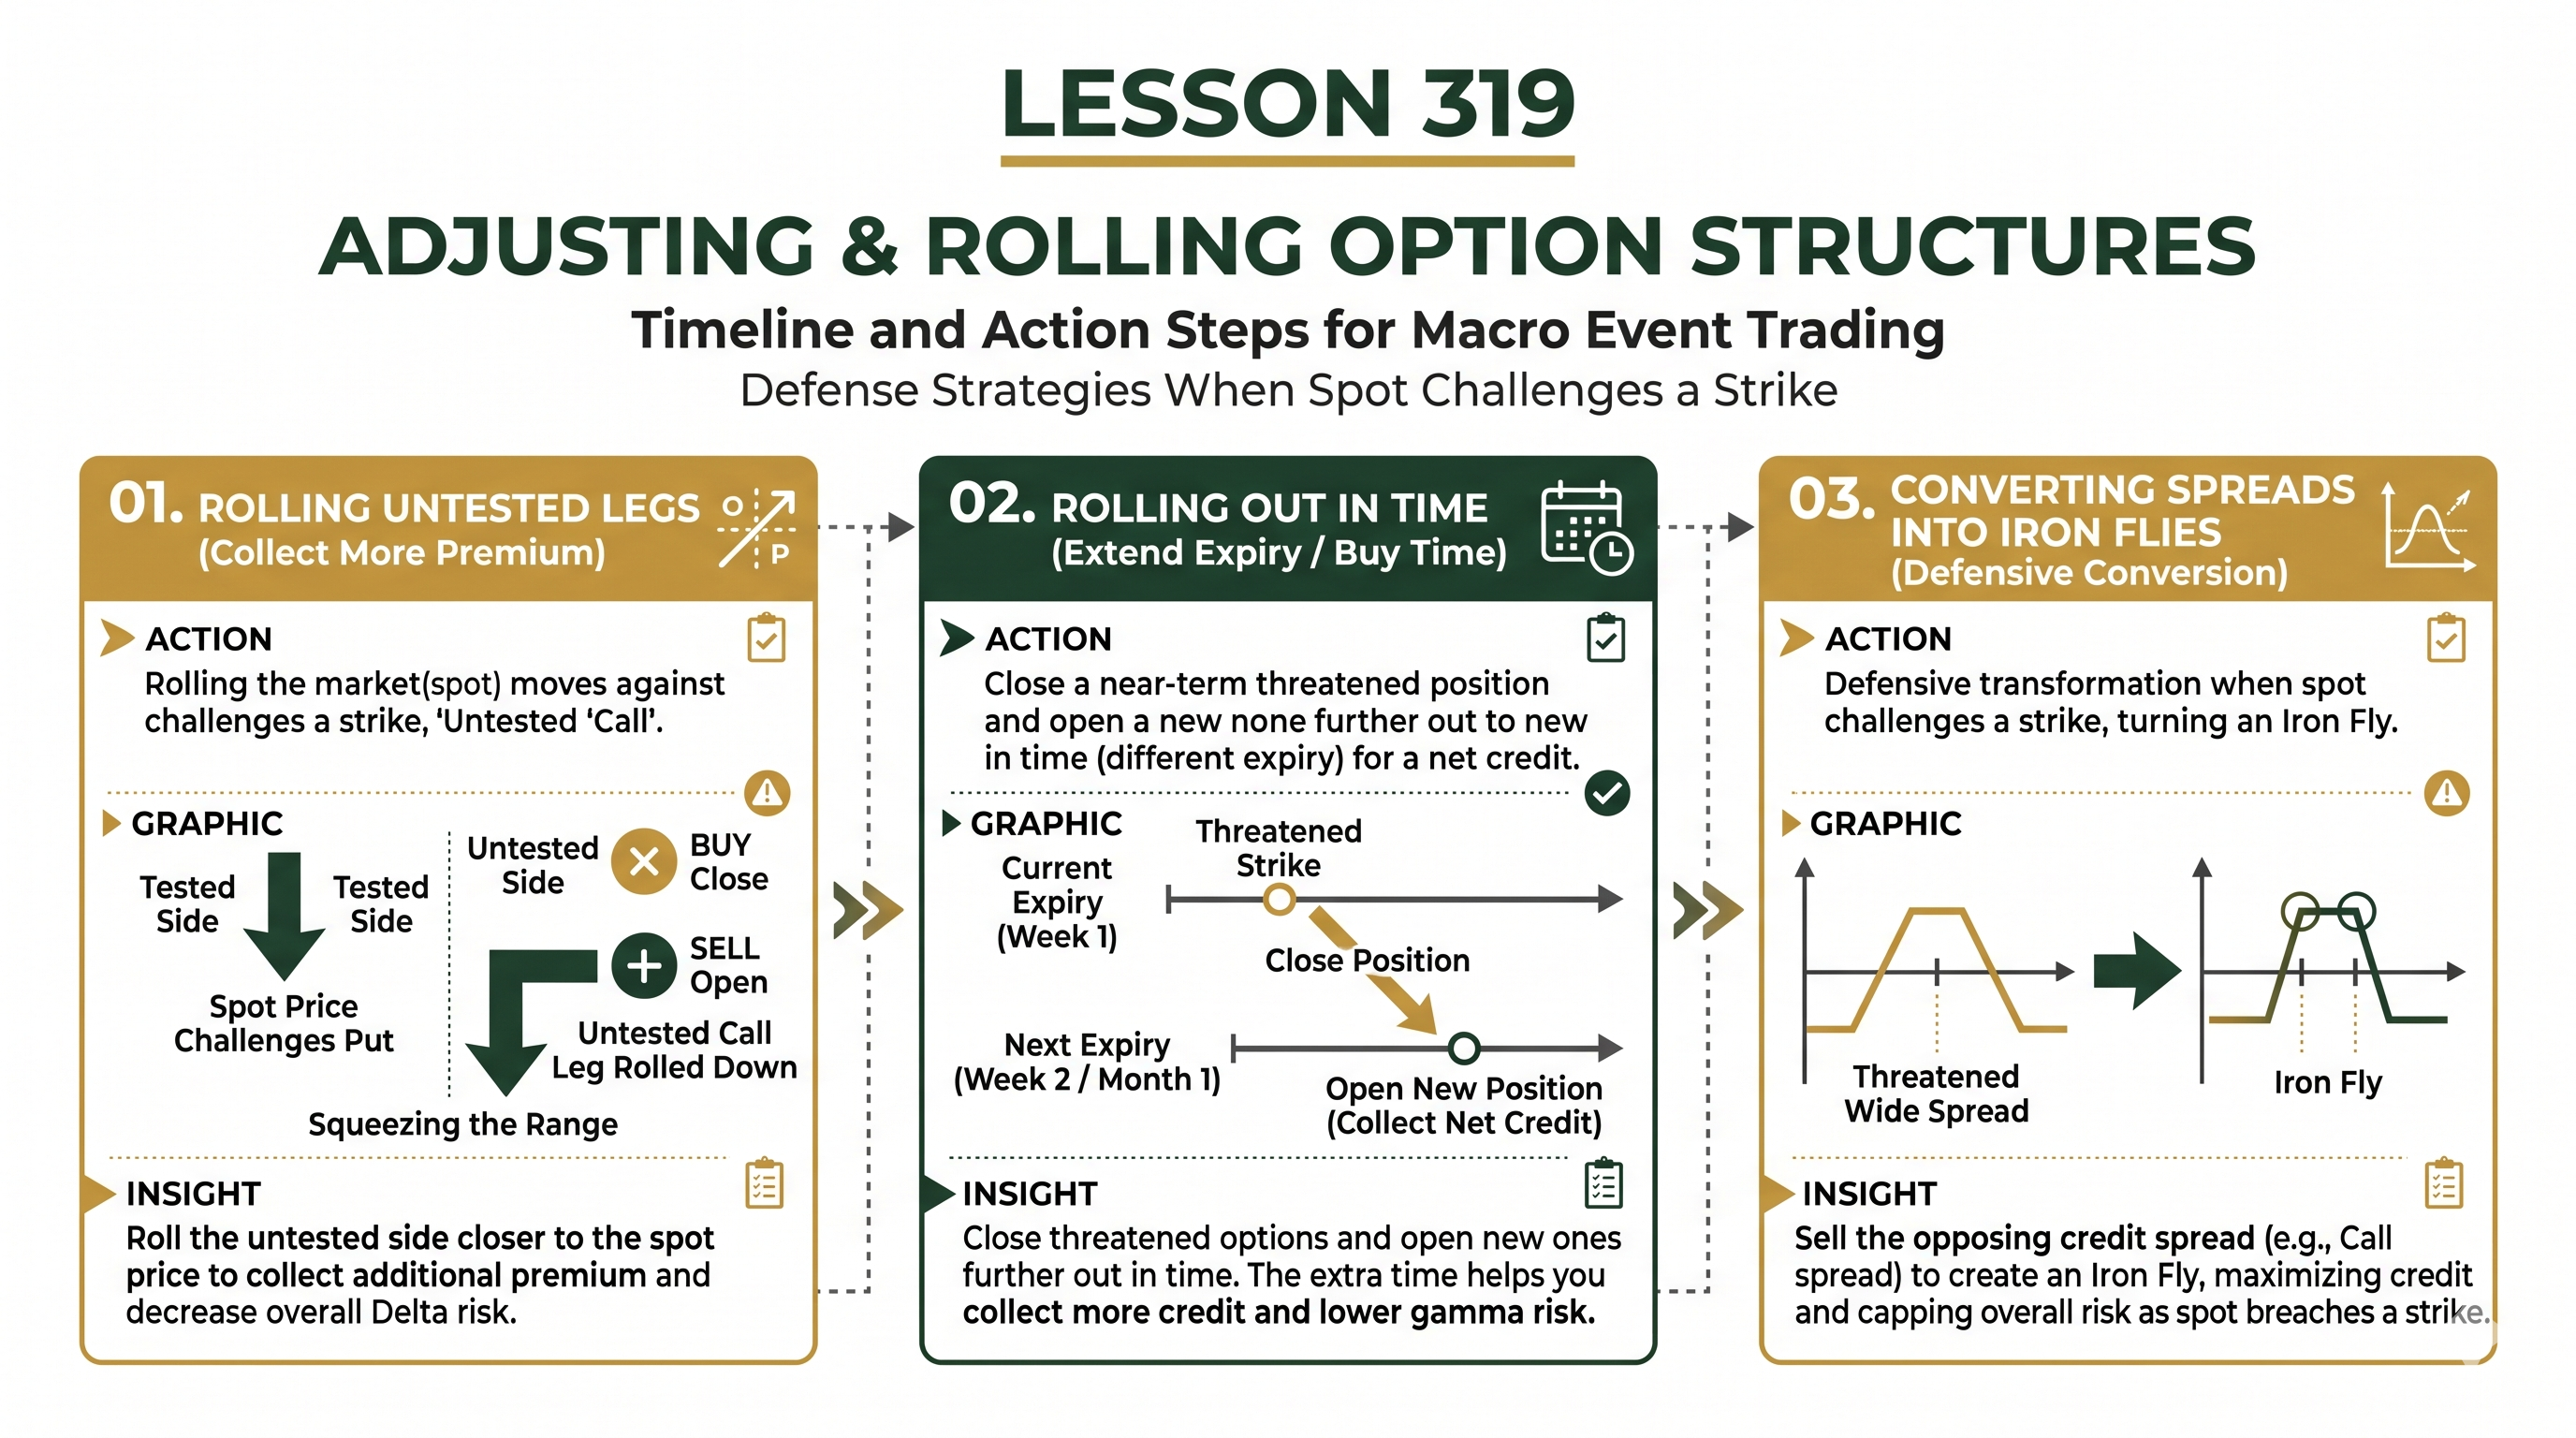 LESSON 319
ADJUSTING & ROLLING OPTION STRUCTURES
Timeline and Action Steps for Macro Event Trading
Defense Strategies When Spot Challenges a Strike
01. ROLLING UNTESTED LEGS
(Collect More Premium)
O
P
ACTION
Rolling the market(spot) moves against
challenges a strike, ‘Untested ‘Call’.
GRAPHIC
Tested
Side
Tested
Side
Spot Price
Challenges Put
Untested
Side
BUY
Close
SELL
Open
Untested Call
Leg Rolled Down
Squeezing the Range
INSIGHT
Roll the untested side closer to the spot
price to collect additional premium and
decrease overall Delta risk.
02. ROLLING OUT IN TIME
(Extend Expiry / Buy Time)
ACTION
Close a near-term threatened position
and open a new none further out to new
in time (different expiry) for a net credit.
GRAPHIC
Threatened
Strike
Current
Expiry
(Week 1)
Close Position
Next Expiry
(Week 2 / Month 1)
Open New Position
(Collect Net Credit)
INSIGHT
Close threatened options and open new ones
further out in time. The extra time helps you
collect more credit and lower gamma risk.
03. CONVERTING SPREADS
INTO IRON FLIES
(Defensive Conversion)
ACTION
Defensive transformation when spot
challenges a strike, turning an Iron Fly.
GRAPHIC
Threatened
Wide Spread
Iron Fly
INSIGHT
Sell the opposing credit spread (e.g., Call
spread) to create an Iron Fly, maximizing credit
and capping overall risk as spot breaches a strike.